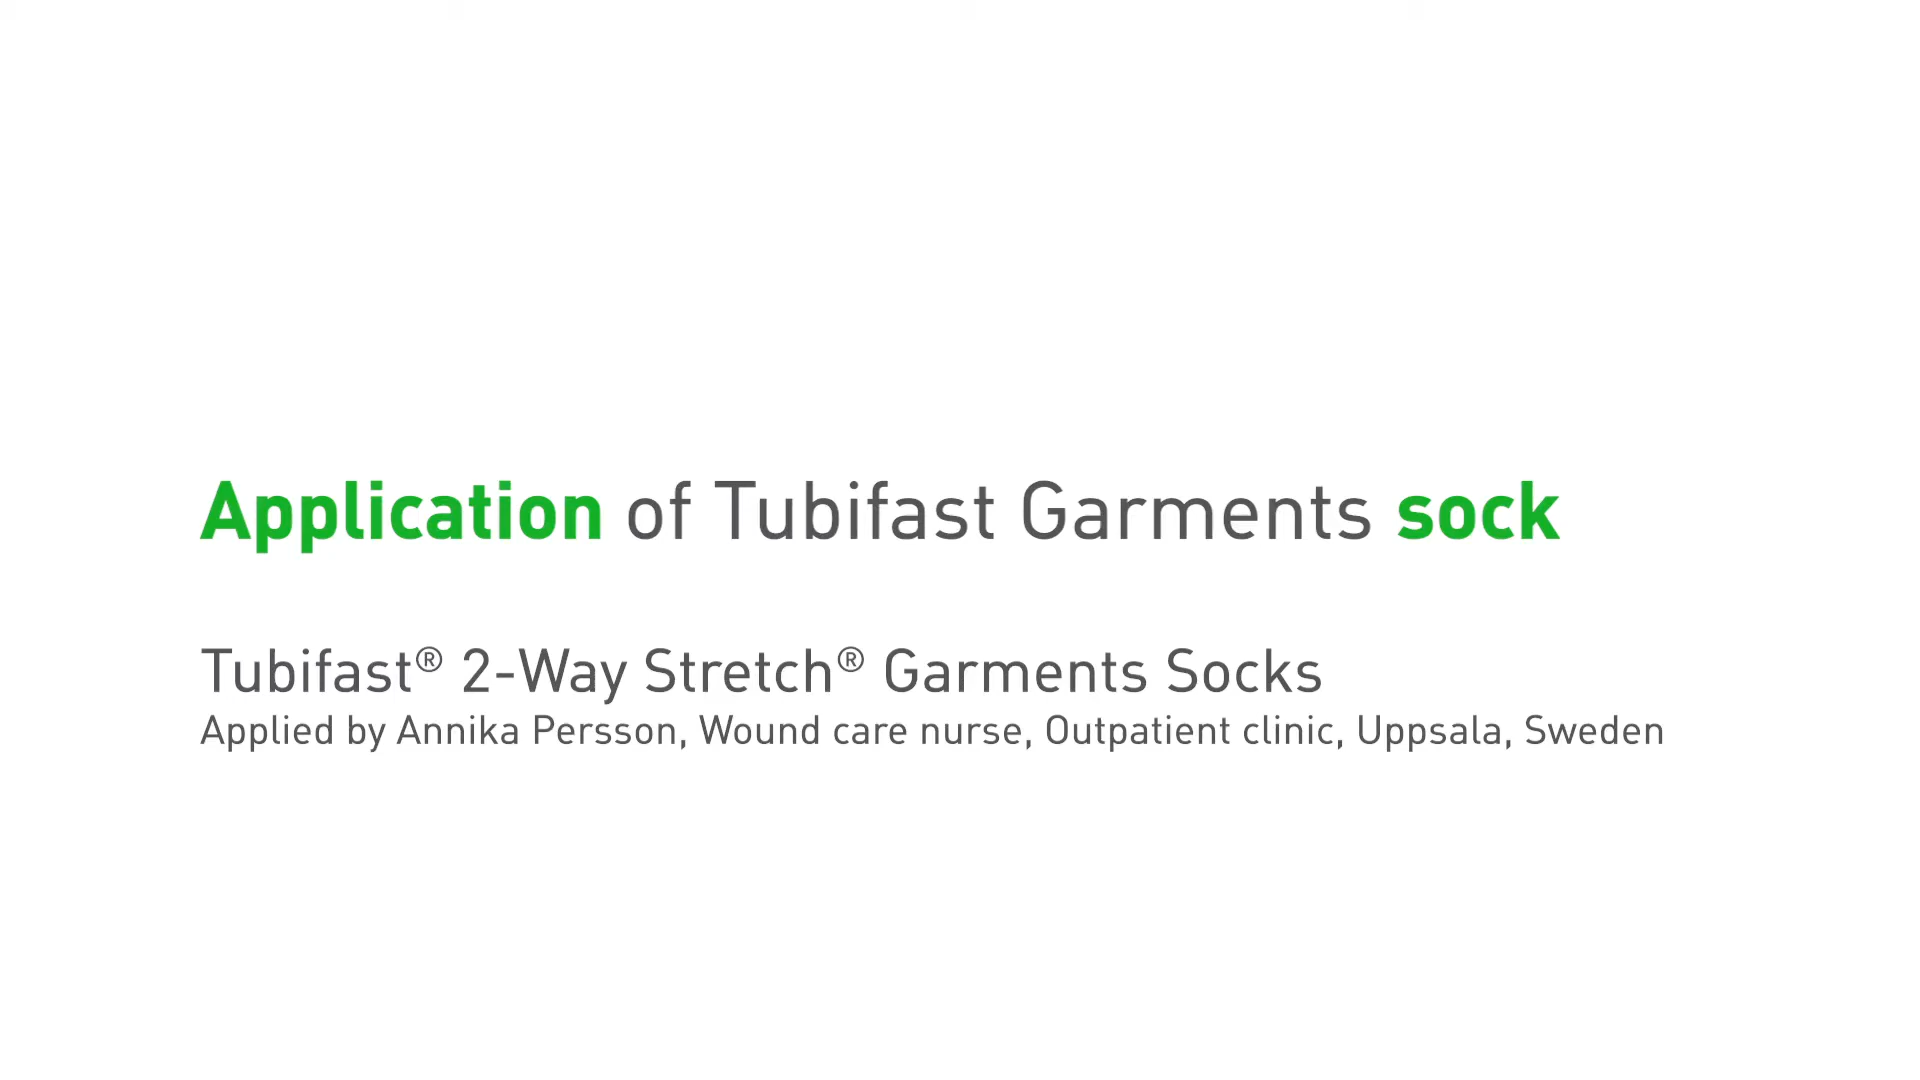 Application of Tubifast Garments sock
Tubifast® 2-Way Stretch® Garments Socks
Applied by Annika Persson, Wound care nurse, Outpatient clinic, Uppsala, Sweden